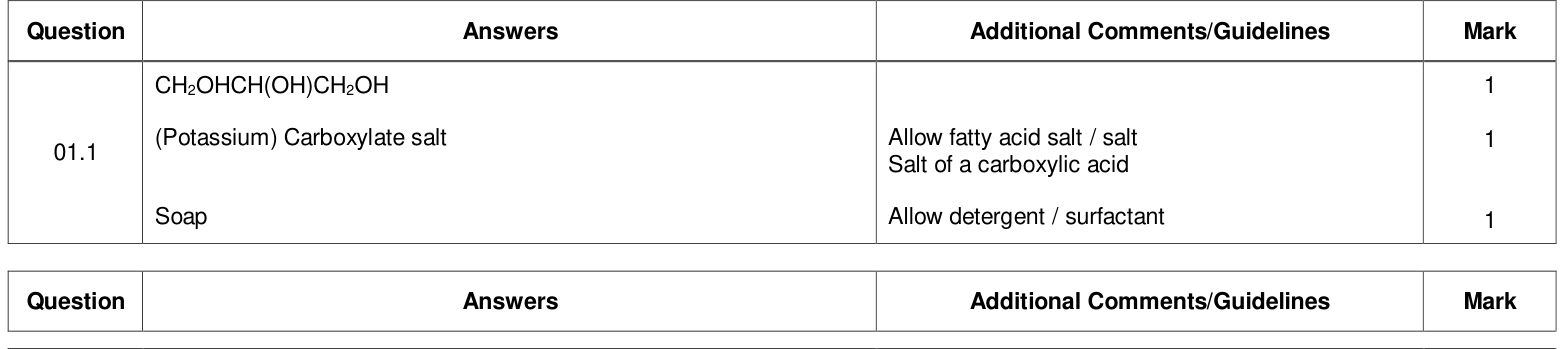 Question Answers Additional Comments/Guidelines Mark
CH₂OHCH(OH)CH₂OH 1
(Potassium) Carboxylate salt Allow fatty acid salt / salt 1
01.1
Salt of a carboxylic acid
Soap Allow detergent / surfactant 1
Question Answers Additional Comments/Guidelines Mark